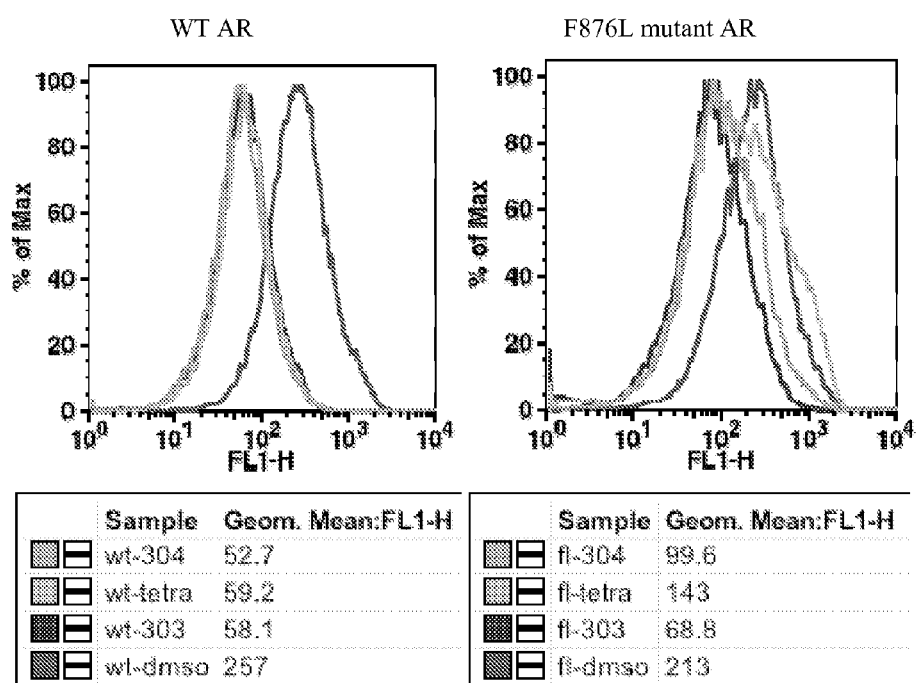 WT AR
F876L mutant AR
100
80
60
40
20
0
% of Max
10^0 10^1 10^2 10^3 10^4
FL1-H
100
80
60
40
20
0
% of Max
10^0 10^1 10^2 10^3 10^4
FL1-H
Sample Geom. Mean:FL1-H
wt-304 52.7
wt-tetra 59.2
wt-303 58.1
wt-dmso 257
Sample Geom. Mean:FL1-H
fl-304 99.6
fl-tetra 143
fl-303 68.8
fl-dmso 213